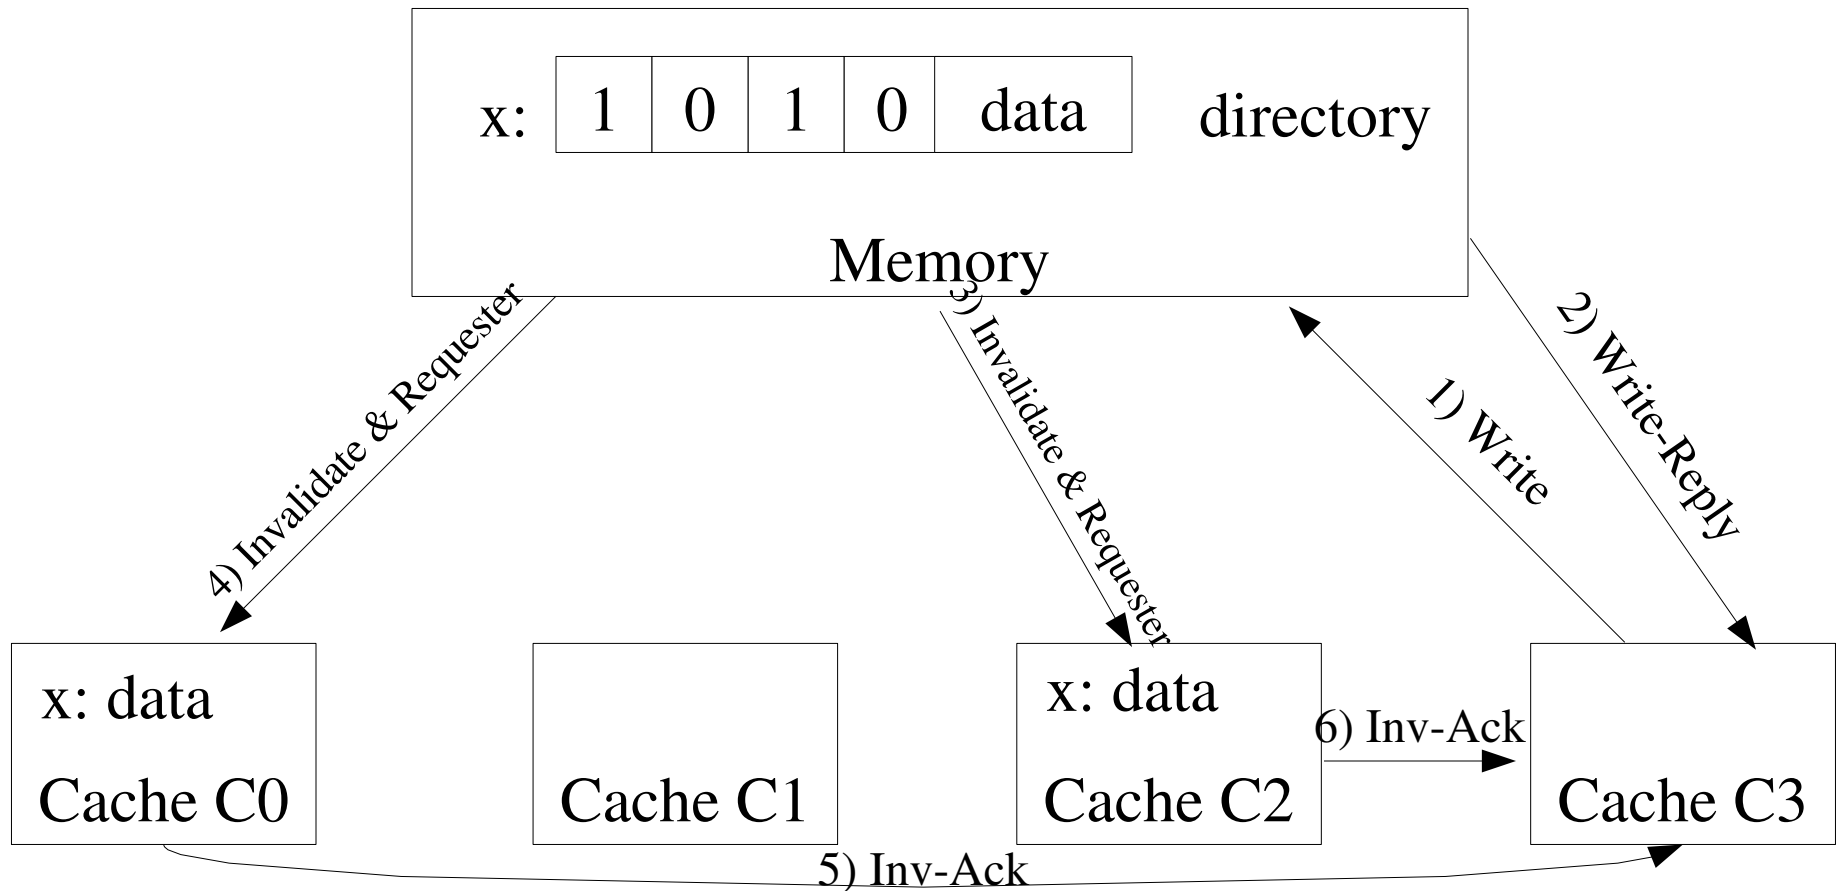 x: 1 0 1 0 data directory
Memory
4) Invalidate & Requester
3) Invalidate & Requester
1) Write
2) Write-Reply
x: data
Cache C0
Cache C1
x: data
Cache C2
6) Inv-Ack
Cache C3
5) Inv-Ack